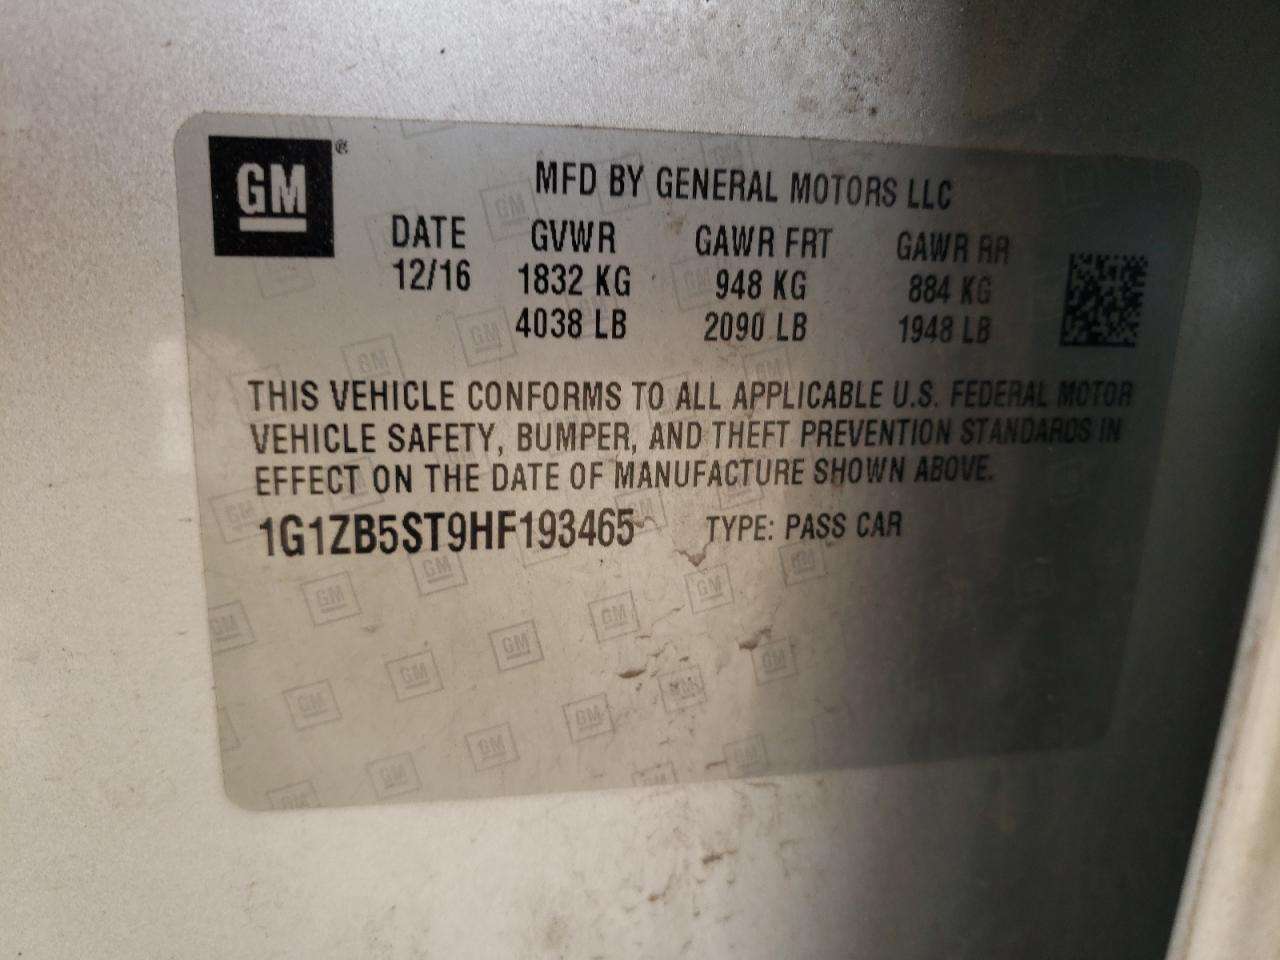 GM®
MFD BY GENERAL MOTORS LLC
DATE GVWR GAWR FRT GAWR RR
12/16 1832 KG 948 KG 884 KG
4038 LB 2090 LB 1948 LB
THIS VEHICLE CONFORMS TO ALL APPLICABLE U.S. FEDERAL MOTOR
VEHICLE SAFETY, BUMPER, AND THEFT PREVENTION STANDARDS IN
EFFECT ON THE DATE OF MANUFACTURE SHOWN ABOVE.
1G1ZB5ST9HF193465 TYPE: PASS CAR